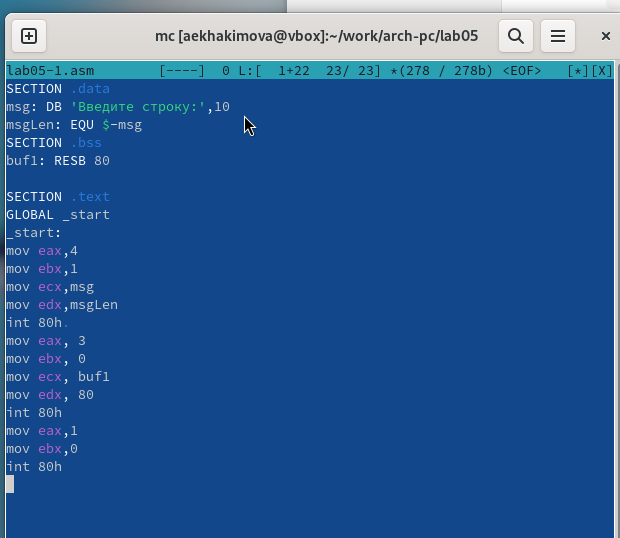 mc [aekhakimova@vbox]:~/work/arch-pc/lab05
lab05-1.asm [----] 0 L:[ 1+22 23/ 23] *(278 / 278b) <EOF> [*][X]
SECTION .data
msg: DB 'Введите строку:',10
msgLen: EQU $-msg
SECTION .bss
buf1: RESB 80
SECTION .text
GLOBAL _start
_start:
mov eax,4
mov ebx,1
mov ecx,msg
mov edx,msgLen
int 80h.
mov eax, 3
mov ebx, 0
mov ecx, buf1
mov edx, 80
int 80h
mov eax,1
mov ebx,0
int 80h